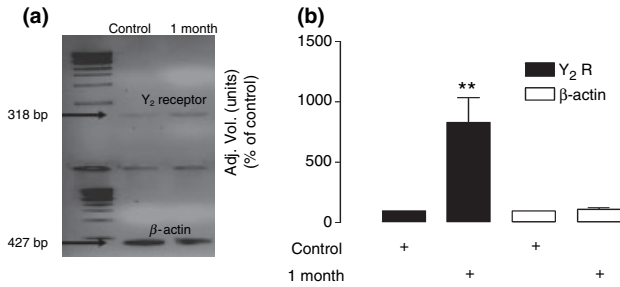 (a)
Control 1 month
Y₂ receptor
318 bp
β-actin
427 bp
(b)
Adj. Vol. (units)
(% of control)
1500
1000
500
0
**
Y₂ R
β-actin
Control + +
1 month + +